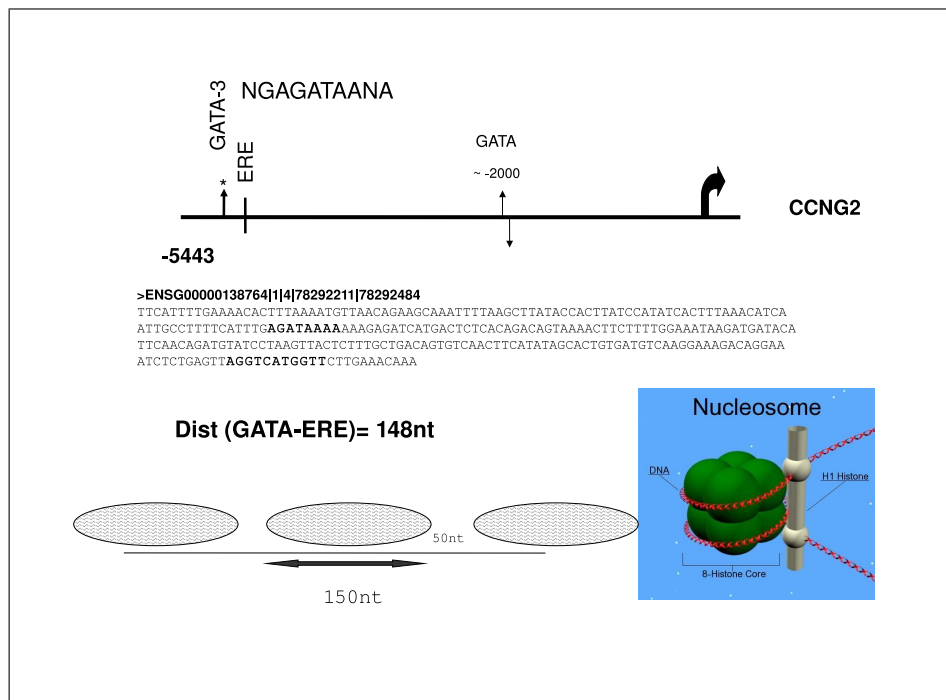 GATA-3
NGAGATAANA
ERE
*
GATA
~ -2000
CCNG2
-5443
>ENSG00000138764|1|4|78292211|78292484
TTCATTTTGAAAACACTTTAAAATGTTAACAGAAGCAAATTTTAAGCTTATACCACTTATCCATATCACTTTAAACATCA
ATTGCCTTTTCATTTGAGATAAAAAAAGAGATCATGACTCTCACAGACAGTAAAACTTCTTTTGGAAATAAGATGATACA
TTCAACAGATGTATCCTAAGTTACTCTTTGCTGACAGTGTCAACTTCATATAGCACTGTGATGTCAAGGAAAGACAGGAA
ATCTCTGAGTTAGGTCATGGTTCTTGAAACAAA
Dist (GATA-ERE)= 148nt
50nt
150nt
Nucleosome
DNA
H1 Histone
8-Histone Core